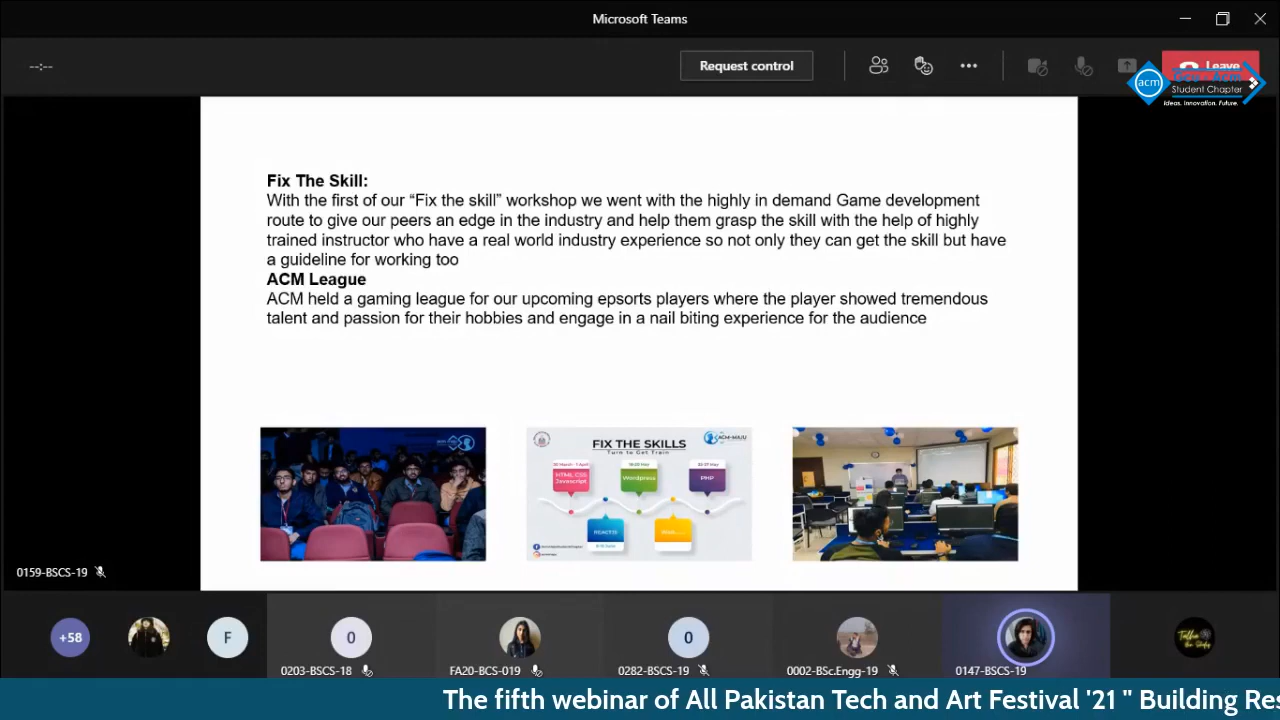 Microsoft Teams
--:--
Request control
Leave
acm
Student Chapter
Ideas. Innovation. Future.
Fix The Skill:
With the first of our “Fix the skill” workshop we went with the highly in demand Game development
route to give our peers an edge in the industry and help them grasp the skill with the help of highly
trained instructor who have a real world industry experience so not only they can get the skill but have
a guideline for working too
ACM League
ACM held a gaming league for our upcoming epsorts players where the player showed tremendous
talent and passion for their hobbies and engage in a nail biting experience for the audience
FIX THE SKILLS
Turn to Get Train
HTML CSS
Javascript
Wordpress
PHP
REACTJS
0159-BSCS-19
+58
F
0
0
0203-BSCS-18
FA20-BCS-019
0282-BSCS-19
0002-BSc.Engg-19
0147-BSCS-19
The fifth webinar of All Pakistan Tech and Art Festival '21 " Building Res